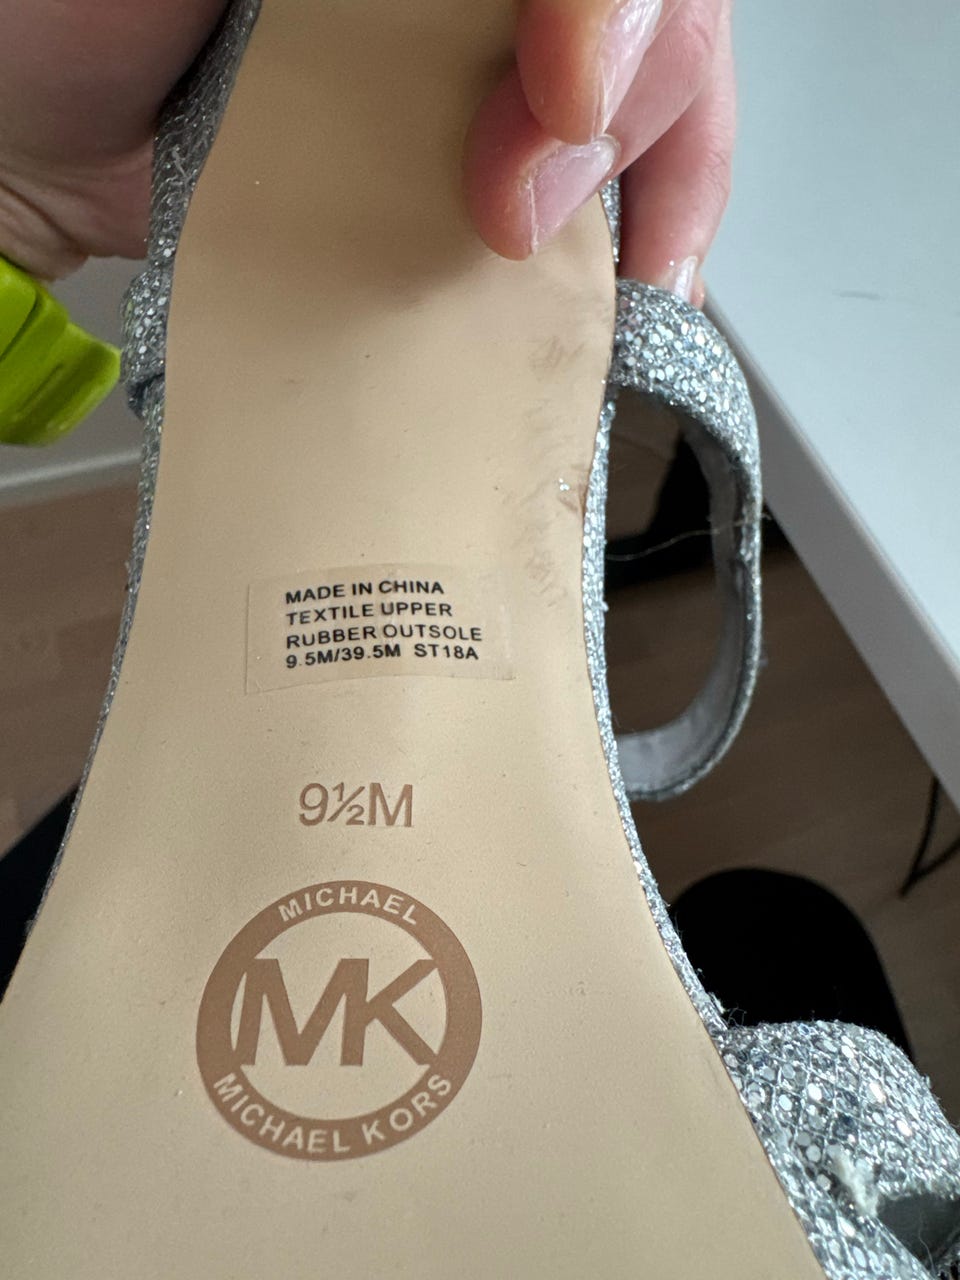 MADE IN CHINA
TEXTILE UPPER
RUBBER OUTSOLE
9.5M/39.5M ST18A
9½M
MICHAEL
MK
MICHAEL KORS